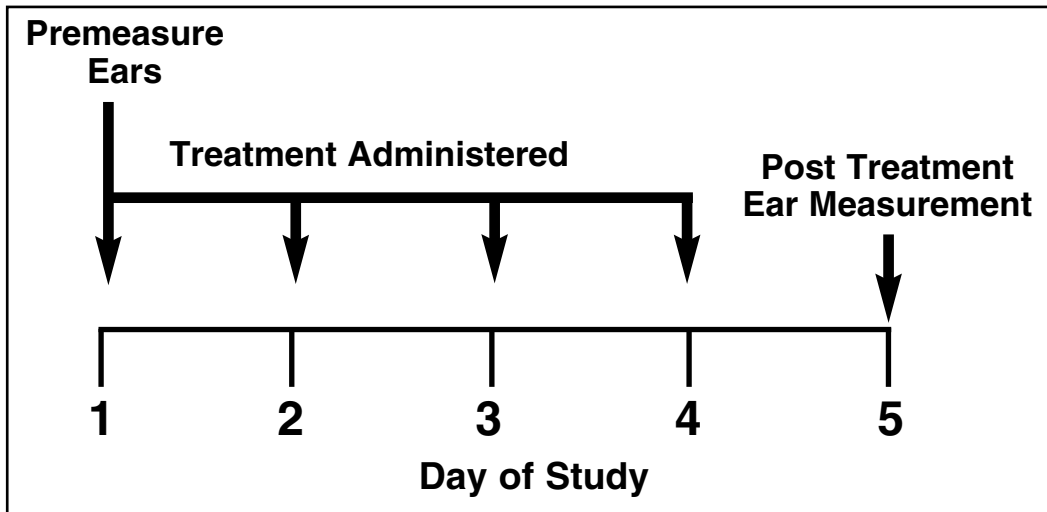 Premeasure
Ears
Treatment Administered
Post Treatment
Ear Measurement
1 2 3 4 5
Day of Study